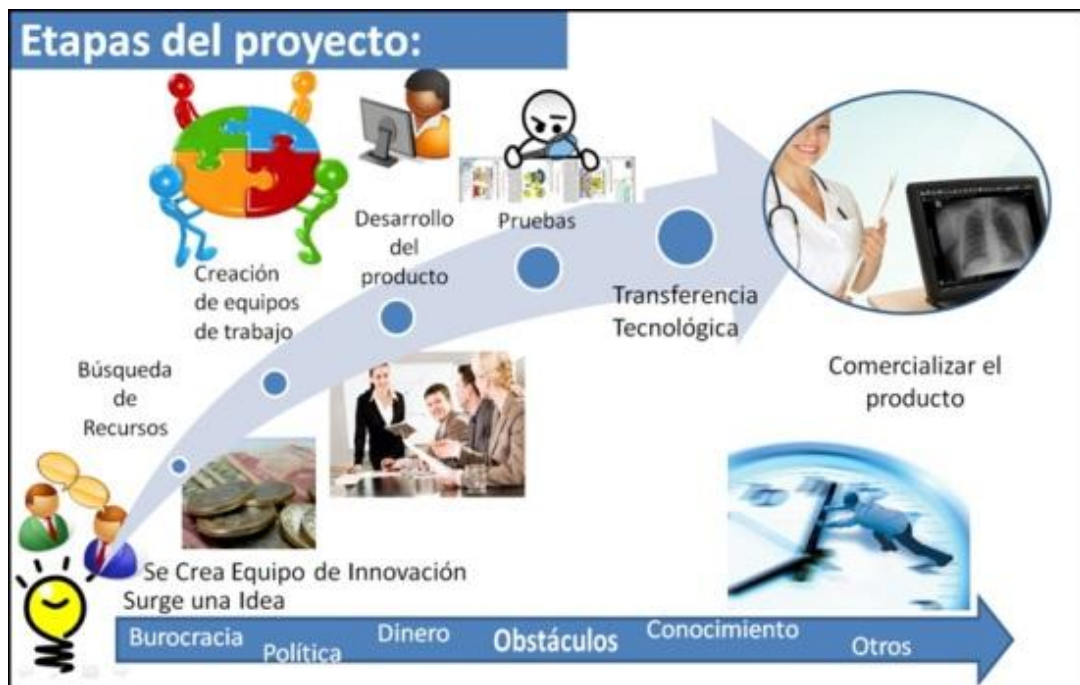 Etapas del proyecto:
Desarrollo
del
producto
Pruebas
Creación
de equipos
de trabajo
Transferencia
Tecnológica
Búsqueda
de
Recursos
Comercializar el
producto
Se Crea Equipo de Innovación
Surge una Idea
Burocracia
Política
Dinero
Obstáculos
Conocimiento
Otros